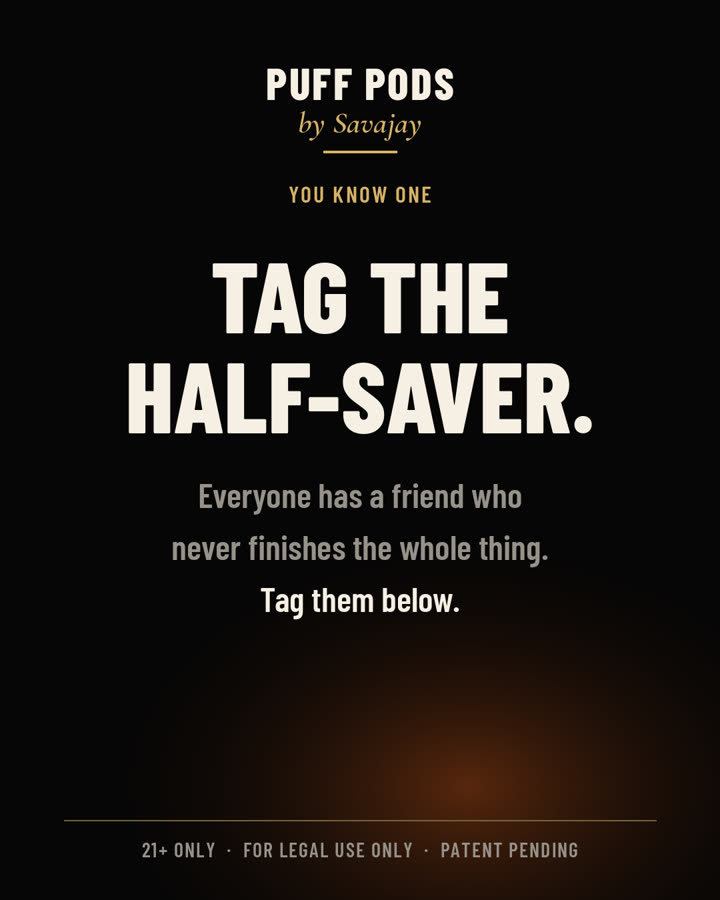 PUFF PODS
by Savajay
YOU KNOW ONE
TAG THE
HALF-SAVER.
Everyone has a friend who
never finishes the whole thing.
Tag them below.
21+ ONLY · FOR LEGAL USE ONLY · PATENT PENDING